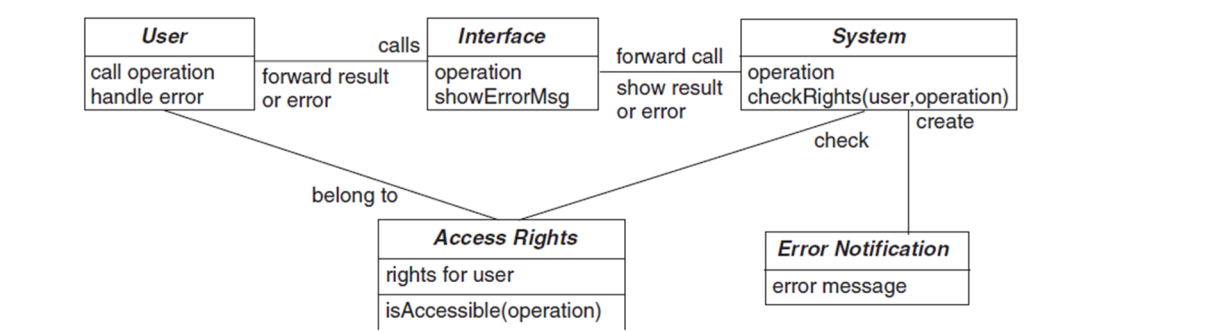 User
call operation
handle error
calls
forward result
or error
Interface
operation
showErrorMsg
forward call
show result
or error
System
operation
checkRights(user,operation)
create
check
belong to
Access Rights
rights for user
isAccessible(operation)
Error Notification
error message